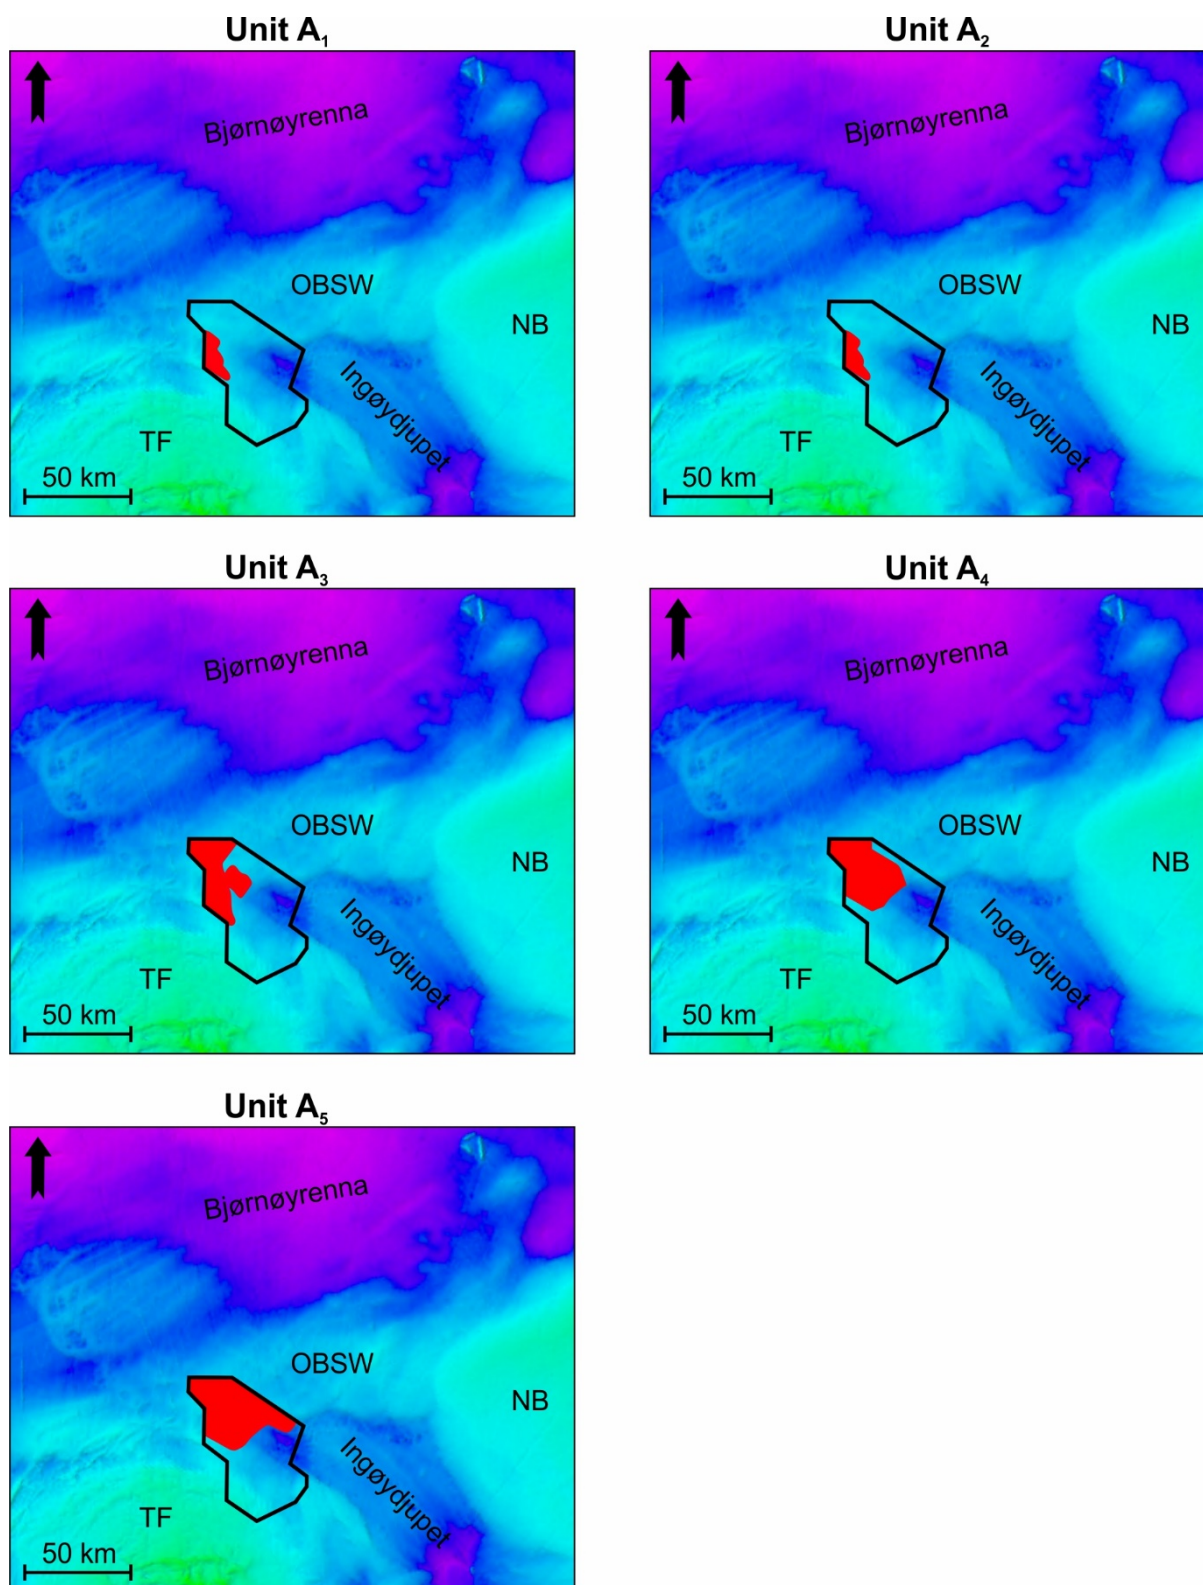 Unit A₁
Bjørnøyrenna
OBSW
NB
Ingøydjupet
TF
50 km
Unit A₂
Bjørnøyrenna
OBSW
NB
Ingøydjupet
TF
50 km
Unit A₃
Bjørnøyrenna
OBSW
NB
Ingøydjupet
TF
50 km
Unit A₄
Bjørnøyrenna
OBSW
NB
Ingøydjupet
TF
50 km
Unit A₅
Bjørnøyrenna
OBSW
NB
Ingøydjupet
TF
50 km